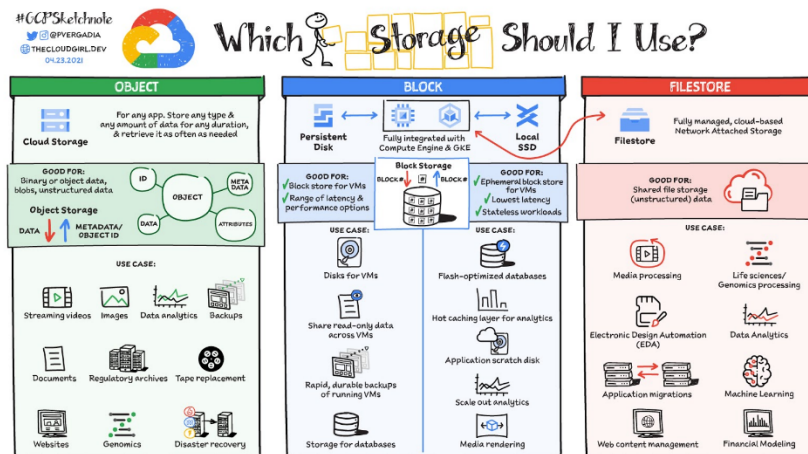 #GCPSketchnote
@PVERGADIA
THECLOUDGIRL.DEV
04.23.2021
Which Storage Should I Use?
OBJECT
Cloud Storage
For any app. Store any type &
any amount of data for any duration,
& retrieve it as often as needed
GOOD FOR:
Binary or object data,
blobs, unstructured data
Object Storage
DATA
METADATA/
OBJECT ID
ID
META
DATA
OBJECT
DATA
ATTRIBUTES
USE CASE:
Streaming videos
Images
Data analytics
Backups
Documents
Regulatory archives
Tape replacement
Websites
Genomics
Disaster recovery
BLOCK
Persistent
Disk
Fully integrated with
Compute Engine & GKE
Local
SSD
GOOD FOR:
✓Block store for VMs
✓Range of latency &
performance options
Block Storage
BLOCK#
#
BLOCK#
GOOD FOR:
✓Ephemeral block store
for VMs
✓Lowest latency
✓Stateless workloads
USE CASE:
Disks for VMs
Share read-only data
across VMs
Rapid, durable backups
of running VMs
Storage for databases
USE CASE:
Flash-optimized databases
Hot caching layer for analytics
Application scratch disk
Scale out analytics
Media rendering
FILESTORE
Filestore
Fully managed, cloud-based
Network Attached Storage
GOOD FOR:
Shared file storage
(unstructured) data
USE CASE:
Media processing
Life sciences/
Genomics processing
Electronic Design Automation
(EDA)
Data Analytics
Application migrations
Machine Learning
Web content management
Financial Modeling